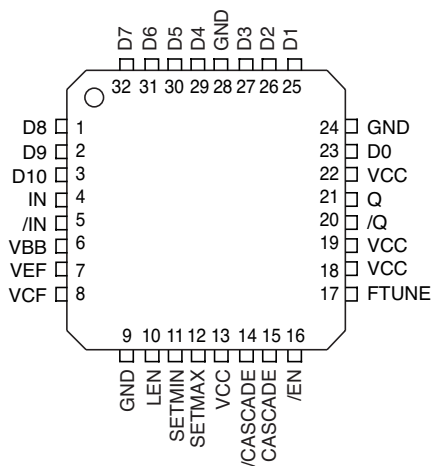 D7 D6 D5 D4 GND D3 D2 D1
32 31 30 29 28 27 26 25
D8 1
D9 2
D10 3
IN 4
/IN 5
VBB 6
VEF 7
VCF 8
24 GND
23 D0
22 VCC
21 Q
20 /Q
19 VCC
18 VCC
17 FTUNE
9 10 11 12 13 14 15 16
GND LEN SETMIN SETMAX VCC /CASCADE CASCADE /EN